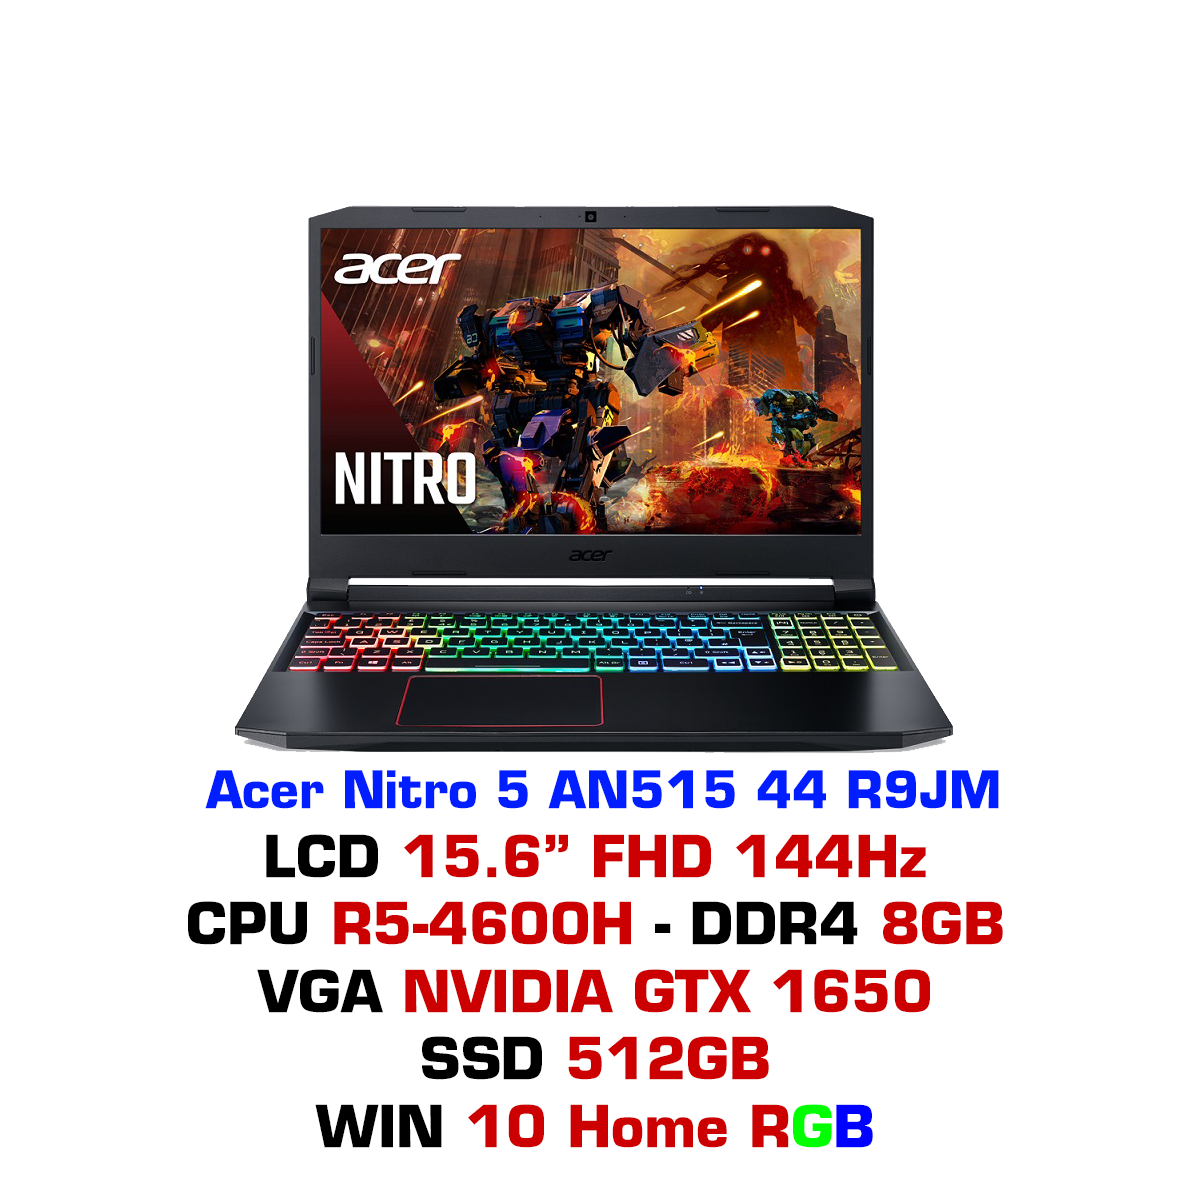 acer
NITRO
acer
Acer Nitro 5 AN515 44 R9JM
LCD 15.6” FHD 144Hz
CPU R5-4600H - DDR4 8GB
VGA NVIDIA GTX 1650
SSD 512GB
WIN 10 Home RGB